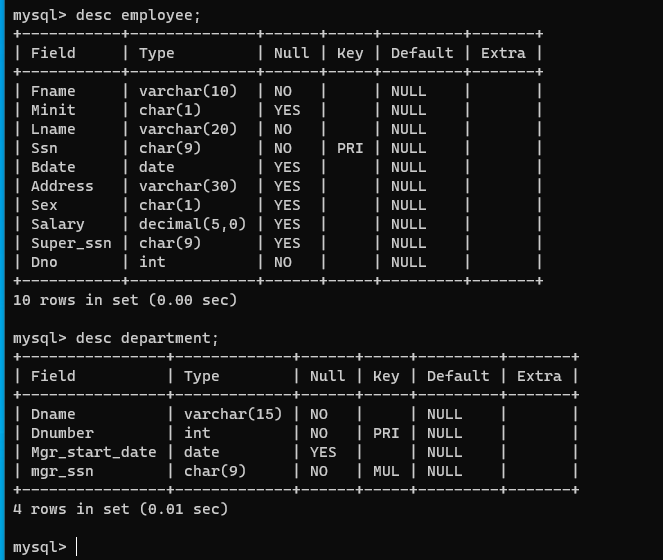 mysql> desc employee;
+------------+--------------+------+-----+---------+-------+
| Field     | Type         | Null | Key | Default | Extra |
+------------+--------------+------+-----+---------+-------+
| Fname     | varchar(10)  | NO   |     | NULL    |       |
| Minit     | char(1)      | YES  |     | NULL    |       |
| Lname     | varchar(20)  | NO   |     | NULL    |       |
| Ssn       | char(9)      | NO   | PRI | NULL    |       |
| Bdate     | date         | YES  |     | NULL    |       |
| Address   | varchar(30)  | YES  |     | NULL    |       |
| Sex       | char(1)      | YES  |     | NULL    |       |
| Salary    | decimal(5,0) | YES  |     | NULL    |       |
| Super_ssn | char(9)      | YES  |     | NULL    |       |
| Dno       | int          | NO   |     | NULL    |       |
+-----------+--------------+------+-----+---------+-------+
10 rows in set (0.00 sec)
mysql> desc department;
+----------------+-------------+------+-----+---------+-------+
| Field          | Type        | Null | Key | Default | Extra |
+----------------+-------------+------+-----+---------+-------+
| Dname          | varchar(15) | NO   |     | NULL    |       |
| Dnumber        | int         | NO   | PRI | NULL    |       |
| Mgr_start_date | date        | YES  |     | NULL    |       |
| mgr_ssn        | char(9)     | NO   | MUL | NULL    |       |
+----------------+-------------+------+-----+---------+-------+
4 rows in set (0.01 sec)
mysql>